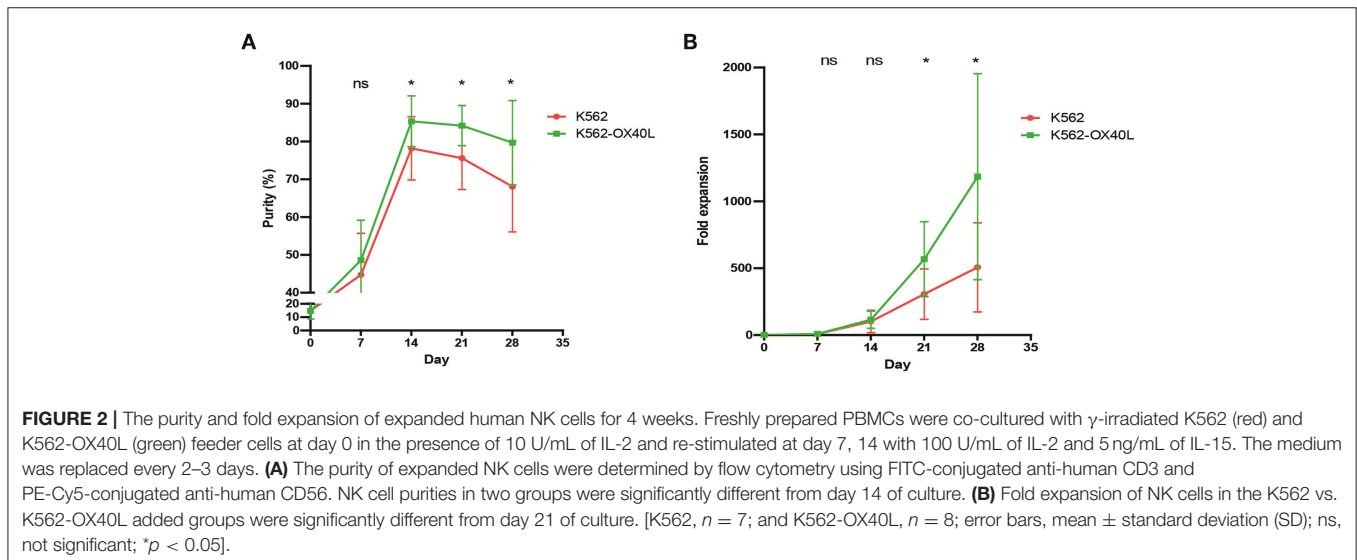 A
B
ns * * *
ns ns * *
100
90
80
70
60
50
40
20
10
0
Purity (%)
0 7 14 21 28 35
Day
K562
K562-OX40L
2000
1500
1000
500
0
Fold expansion
0 7 14 21 28 35
Day
K562
K562-OX40L
FIGURE 2 | The purity and fold expansion of expanded human NK cells for 4 weeks. Freshly prepared PBMCs were co-cultured with γ-irradiated K562 (red) and
K562-OX40L (green) feeder cells at day 0 in the presence of 10 U/mL of IL-2 and re-stimulated at day 7, 14 with 100 U/mL of IL-2 and 5 ng/mL of IL-15. The medium
was replaced every 2–3 days. (A) The purity of expanded NK cells were determined by flow cytometry using FITC-conjugated anti-human CD3 and
PE-Cy5-conjugated anti-human CD56. NK cell purities in two groups were significantly different from day 14 of culture. (B) Fold expansion of NK cells in the K562 vs.
K562-OX40L added groups were significantly different from day 21 of culture. [K562, n = 7; and K562-OX40L, n = 8; error bars, mean ± standard deviation (SD); ns,
not significant; *p < 0.05].